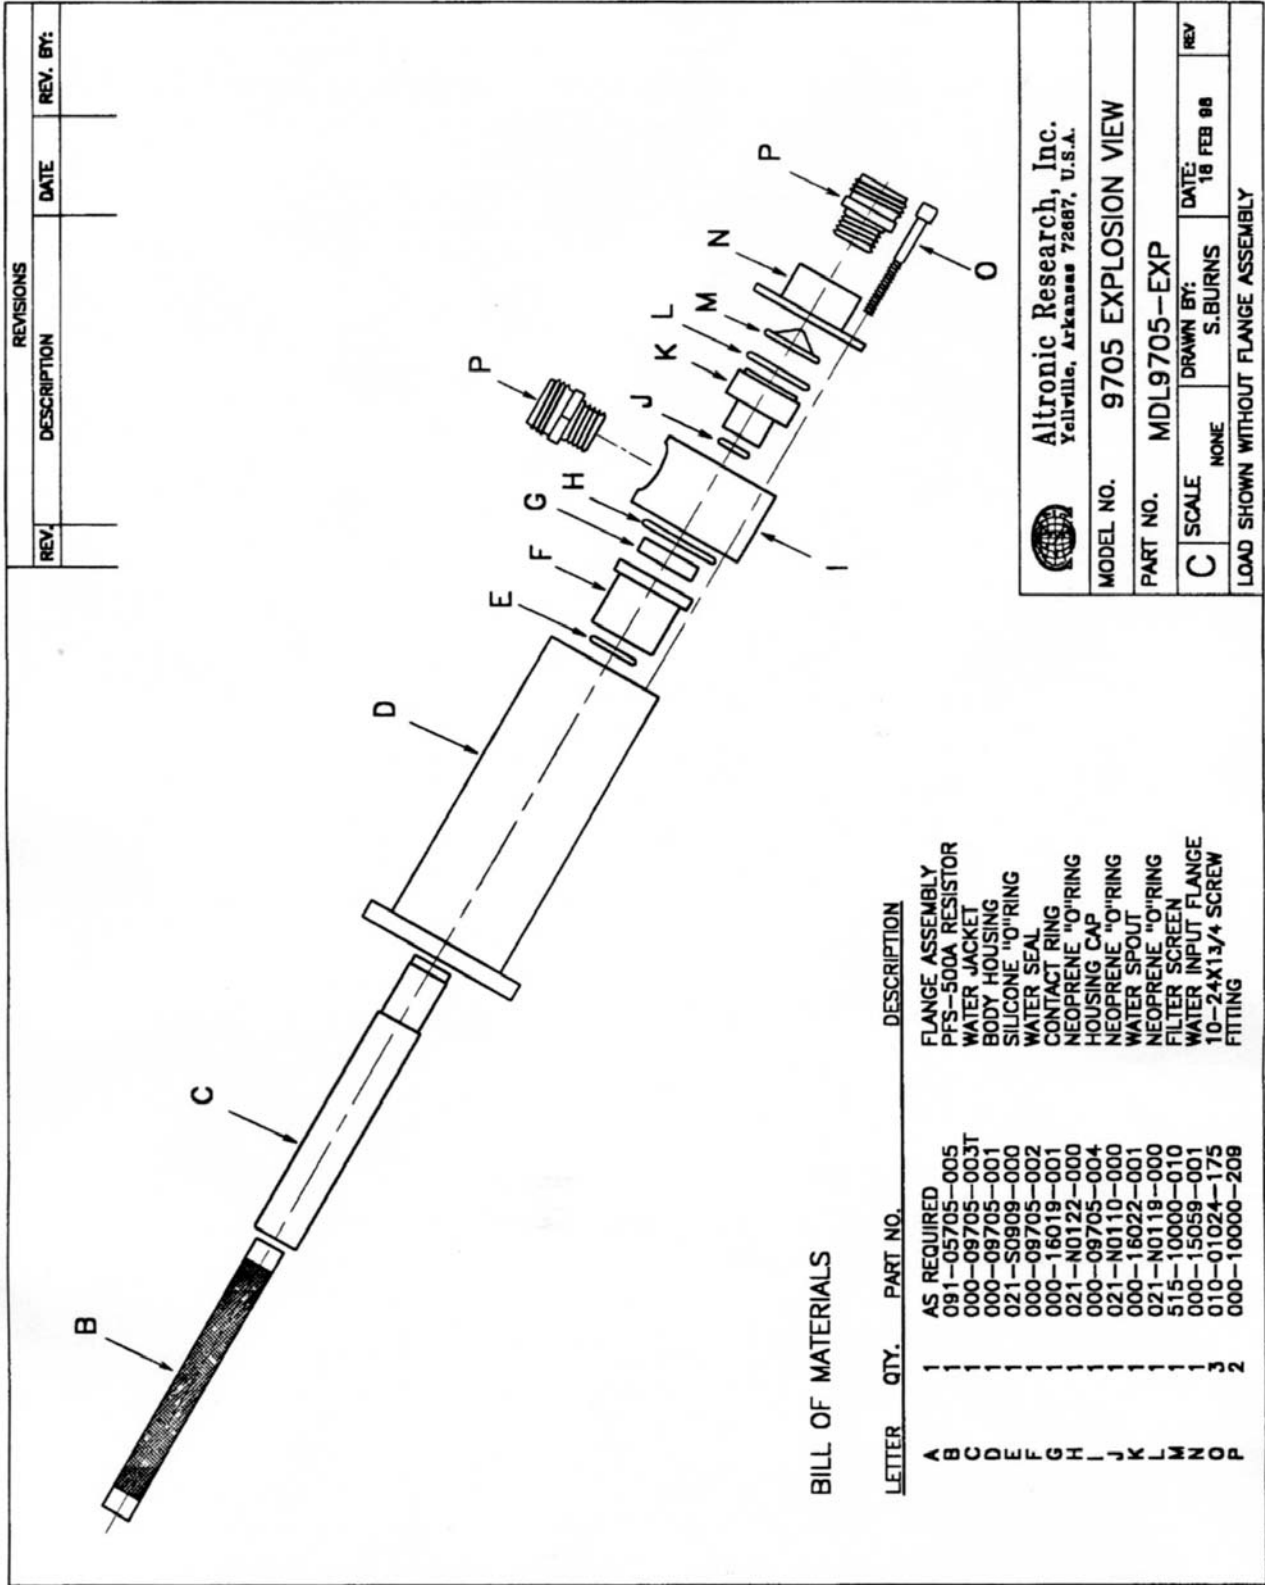 REVISIONS
REV. DESCRIPTION DATE REV. BY:
B
C
D
E
F
G
H
I
J
K
L
M
N
O
P
P
BILL OF MATERIALS
LETTER QTY. PART NO. DESCRIPTION
A 1 AS REQUIRED FLANGE ASSEMBLY
B 1 091-05705-005 PFS-500A RESISTOR
C 1 000-09705-003T WATER JACKET
D 1 000-09705-001 BODY HOUSING
E 1 021-S0909-000 SILICONE "O"RING
F 1 000-09705-002 WATER SEAL
G 1 000-16019-001 CONTACT RING
H 1 021-N0122-000 NEOPRENE "O"RING
I 1 000-09705-004 HOUSING CAP
J 1 021-N0110-000 NEOPRENE "O"RING
K 1 000-16022-001 WATER SPOUT
L 1 021-N0119-000 NEOPRENE "O"RING
M 1 515-10000-010 FILTER SCREEN
N 1 000-15059-001 WATER INPUT FLANGE
O 3 010-01024-175 10-24X13/4 SCREW
P 2 000-10000-209 FITTING
Altronic Research, Inc.
Yellville, Arkansas 72687, U.S.A.
MODEL NO. 9705 EXPLOSION VIEW
PART NO. MDL9705-EXP
C SCALE NONE DRAWN BY: S.BURNS DATE: 18 FEB 98 REV
LOAD SHOWN WITHOUT FLANGE ASSEMBLY